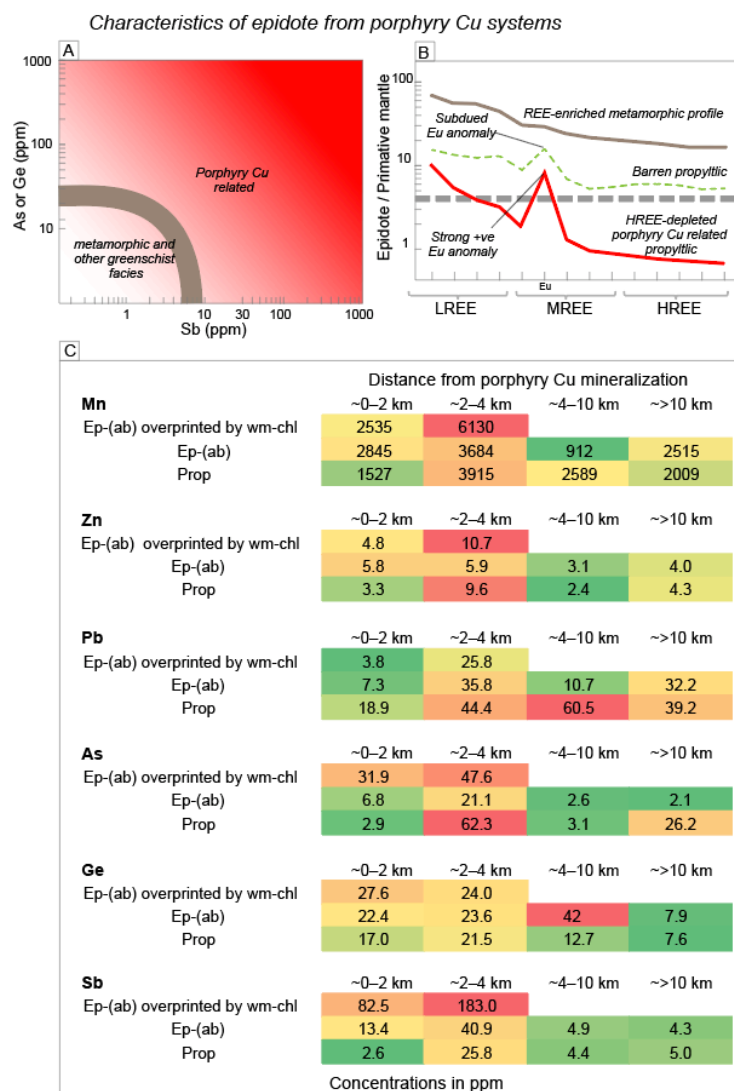 Characteristics of epidote from porphyry Cu systems
A
1000
100
10
As or Ge (ppm)
Porphyry Cu
related
metamorphic and
other greenschist
facies
1
10
30
100
1000
Sb (ppm)
B
100
10
1
Epidote / Primative mantle
Subdued
Eu anomaly
REE-enriched metamorphic profile
Barren propylttic
Strong +ve
Eu anomaly
HREE-depleted
porphyry Cu related
propylttic
Eu
LREE
MREE
HREE
C
Distance from porphyry Cu mineralization
Mn ~0–2 km ~2–4 km ~4–10 km ~>10 km
Ep-(ab) overprinted by wm-chl 2535 6130
Ep-(ab) 2845 3684 912 2515
Prop 1527 3915 2589 2009
Zn ~0–2 km ~2–4 km ~4–10 km ~>10 km
Ep-(ab) overprinted by wm-chl 4.8 10.7
Ep-(ab) 5.8 5.9 3.1 4.0
Prop 3.3 9.6 2.4 4.3
Pb ~0–2 km ~2–4 km ~4–10 km ~>10 km
Ep-(ab) overprinted by wm-chl 3.8 25.8
Ep-(ab) 7.3 35.8 10.7 32.2
Prop 18.9 44.4 60.5 39.2
As ~0–2 km ~2–4 km ~4–10 km ~>10 km
Ep-(ab) overprinted by wm-chl 31.9 47.6
Ep-(ab) 6.8 21.1 2.6 2.1
Prop 2.9 62.3 3.1 26.2
Ge ~0–2 km ~2–4 km ~4–10 km ~>10 km
Ep-(ab) overprinted by wm-chl 27.6 24.0
Ep-(ab) 22.4 23.6 42 7.9
Prop 17.0 21.5 12.7 7.6
Sb ~0–2 km ~2–4 km ~4–10 km ~>10 km
Ep-(ab) overprinted by wm-chl 82.5 183.0
Ep-(ab) 13.4 40.9 4.9 4.3
Prop 2.6 25.8 4.4 5.0
Concentrations in ppm